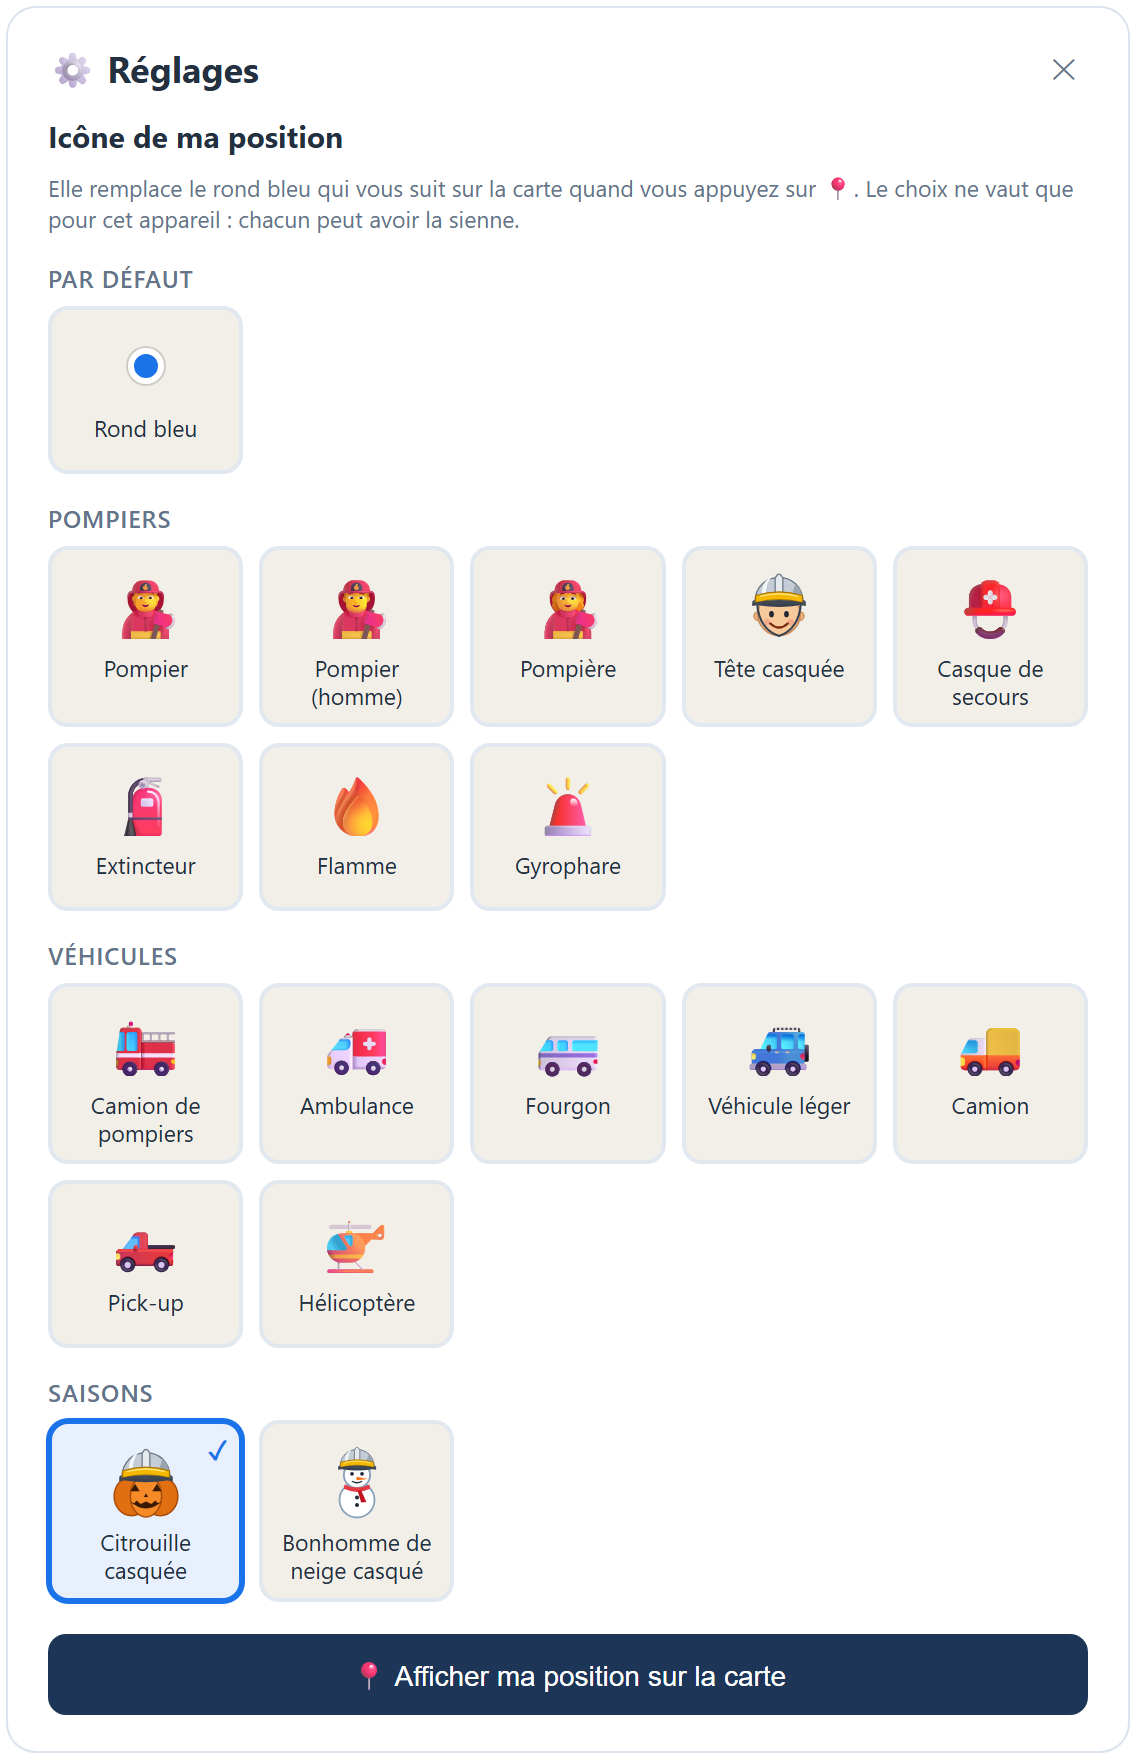 Réglages
Icône de ma position
Elle remplace le rond bleu qui vous suit sur la carte quand vous appuyez sur 📍. Le choix ne vaut que
pour cet appareil : chacun peut avoir la sienne.
PAR DÉFAUT
Rond bleu
POMPIERS
Pompier
Pompier
(homme)
Pompière
Tête casquée
Casque de
secours
Extincteur
Flamme
Gyrophare
VÉHICULES
Camion de
pompiers
Ambulance
Fourgon
Véhicule léger
Camion
Pick-up
Hélicoptère
SAISONS
Citrouille
casquée
Bonhomme de
neige casqué
📍 Afficher ma position sur la carte